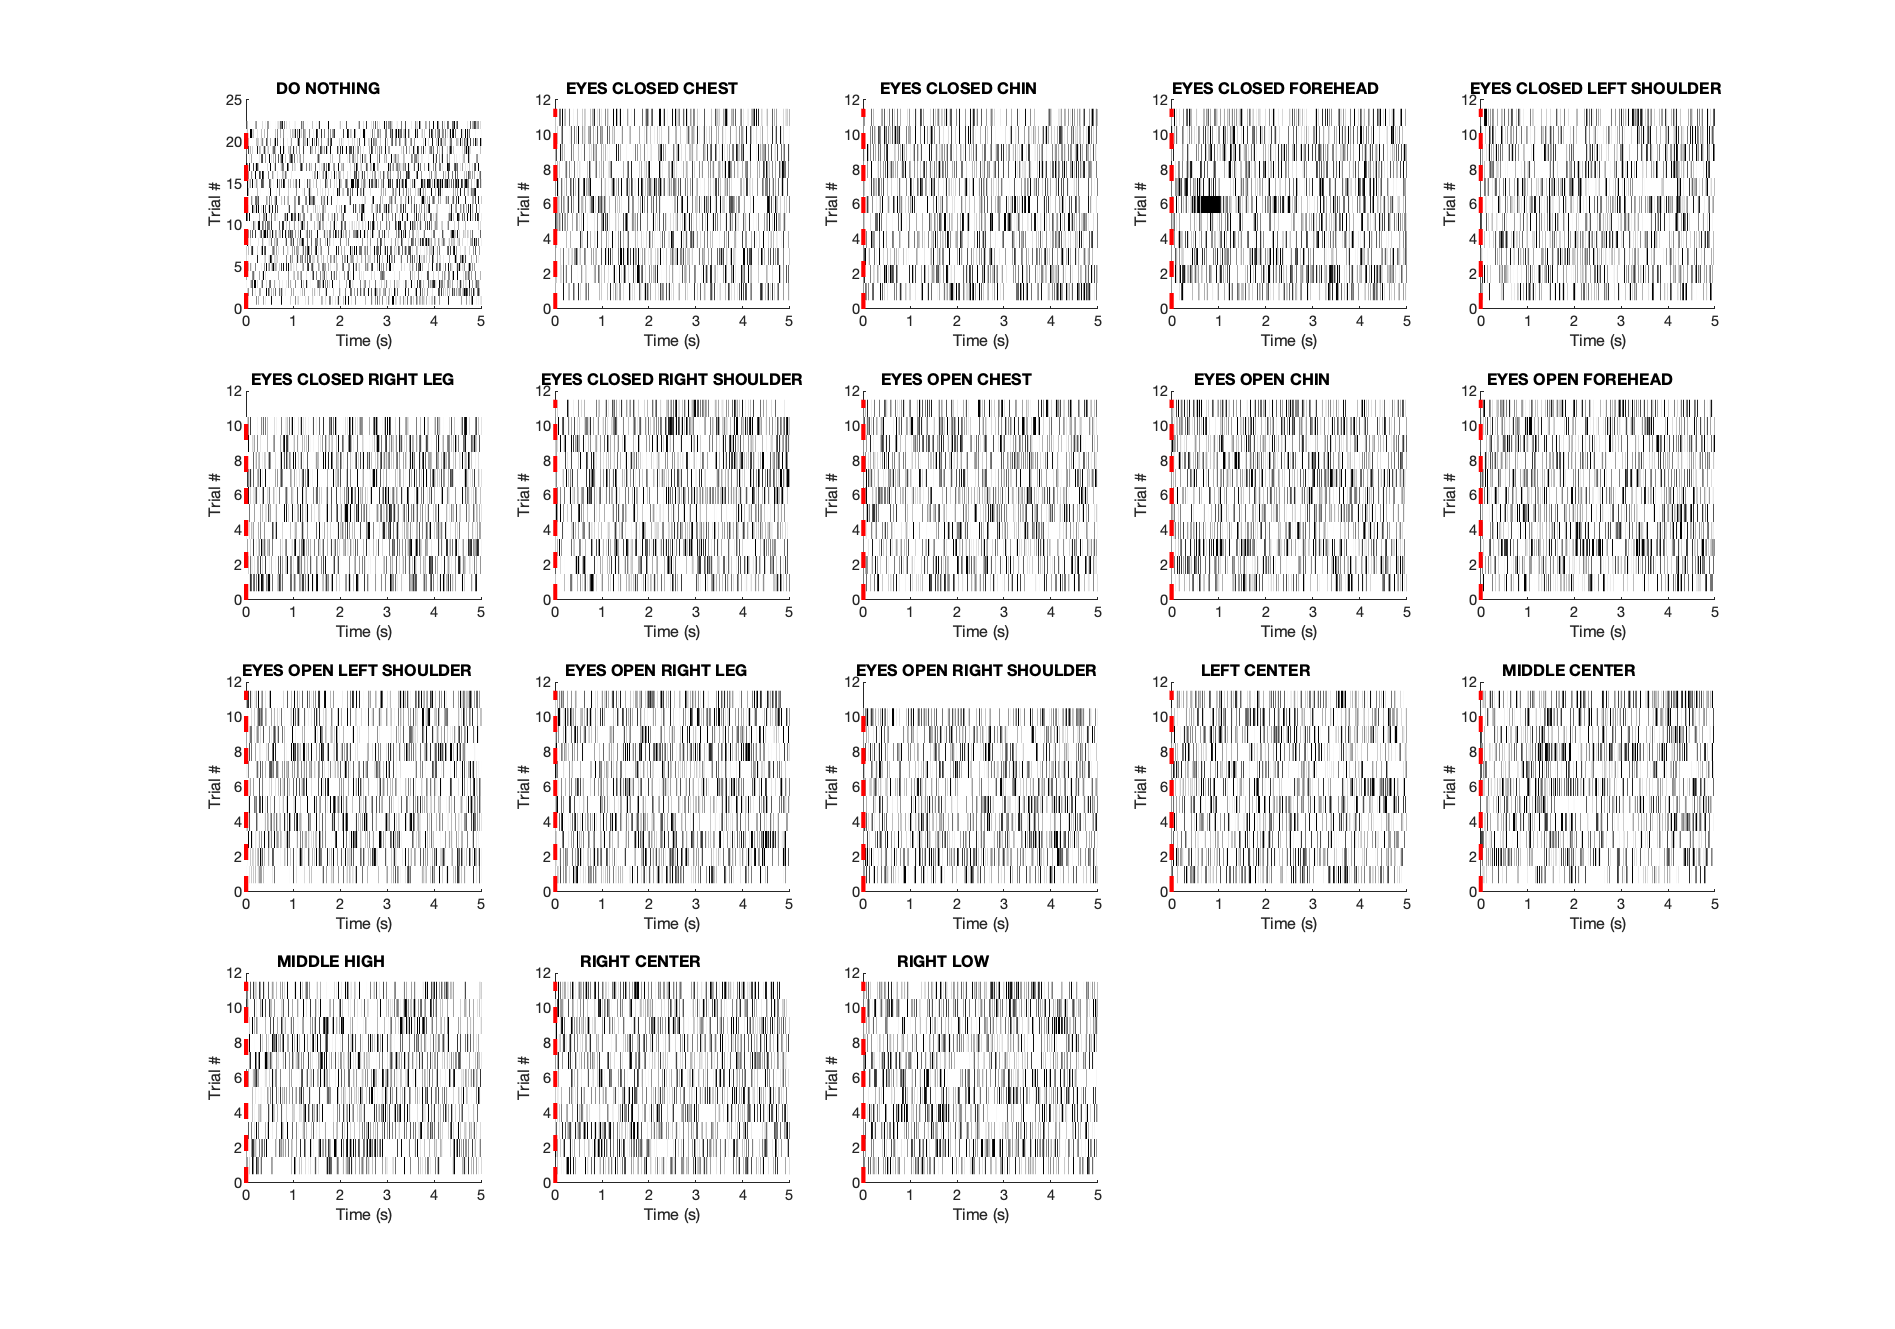 DO NOTHING
25
20
15
10
5
0
Trial #
0 1 2 3 4 5
Time (s)
EYES CLOSED CHEST
12
10
8
6
4
2
0
Trial #
0 1 2 3 4 5
Time (s)
EYES CLOSED CHIN
12
10
8
6
4
2
0
Trial #
0 1 2 3 4 5
Time (s)
EYES CLOSED FOREHEAD
12
10
8
6
4
2
0
Trial #
0 1 2 3 4 5
Time (s)
EYES CLOSED LEFT SHOULDER
12
10
8
6
4
2
0
Trial #
0 1 2 3 4 5
Time (s)
EYES CLOSED RIGHT LEG
12
10
8
6
4
2
0
Trial #
0 1 2 3 4 5
Time (s)
EYES CLOSED RIGHT SHOULDER
12
10
8
6
4
2
0
Trial #
0 1 2 3 4 5
Time (s)
EYES OPEN CHEST
12
10
8
6
4
2
0
Trial #
0 1 2 3 4 5
Time (s)
EYES OPEN CHIN
12
10
8
6
4
2
0
Trial #
0 1 2 3 4 5
Time (s)
EYES OPEN FOREHEAD
12
10
8
6
4
2
0
Trial #
0 1 2 3 4 5
Time (s)
EYES OPEN LEFT SHOULDER
12
10
8
6
4
2
0
Trial #
0 1 2 3 4 5
Time (s)
EYES OPEN RIGHT LEG
12
10
8
6
4
2
0
Trial #
0 1 2 3 4 5
Time (s)
EYES OPEN RIGHT SHOULDER
12
10
8
6
4
2
0
Trial #
0 1 2 3 4 5
Time (s)
LEFT CENTER
12
10
8
6
4
2
0
Trial #
0 1 2 3 4 5
Time (s)
MIDDLE CENTER
12
10
8
6
4
2
0
Trial #
0 1 2 3 4 5
Time (s)
MIDDLE HIGH
12
10
8
6
4
2
0
Trial #
0 1 2 3 4 5
Time (s)
RIGHT CENTER
12
10
8
6
4
2
0
Trial #
0 1 2 3 4 5
Time (s)
RIGHT LOW
12
10
8
6
4
2
0
Trial #
0 1 2 3 4 5
Time (s)